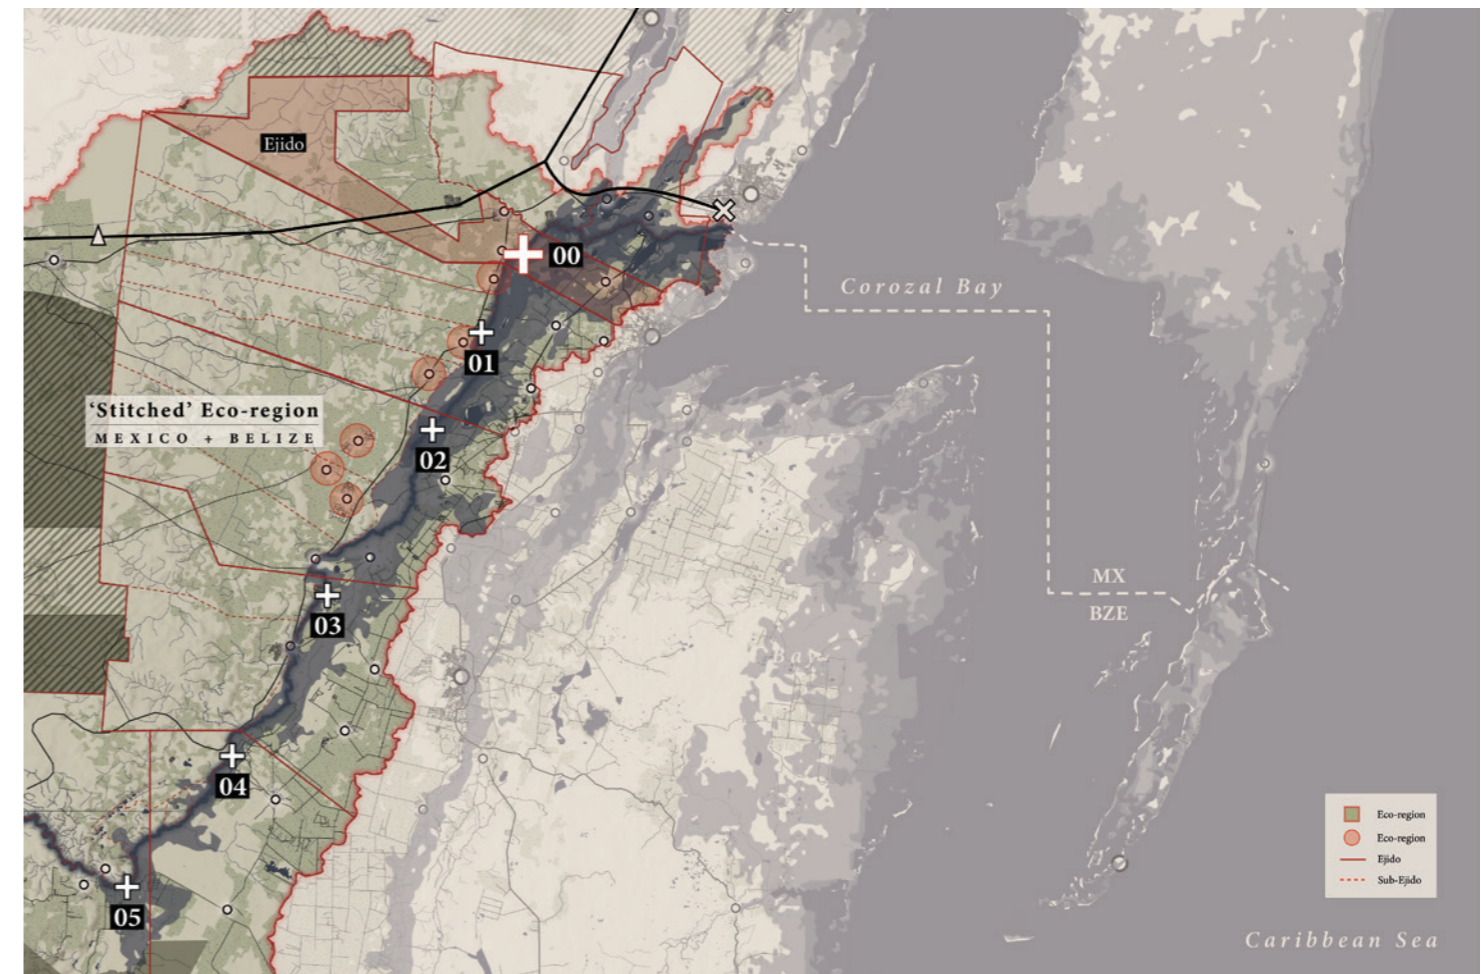 Ejido
00
Corozal Bay
01
'Stitched' Eco-region
MEXICO + BELIZE
02
MX
BZE
03
Bay
04
Eco-region
Eco-region
Ejido
Sub-Ejido
05
Caribbean Sea